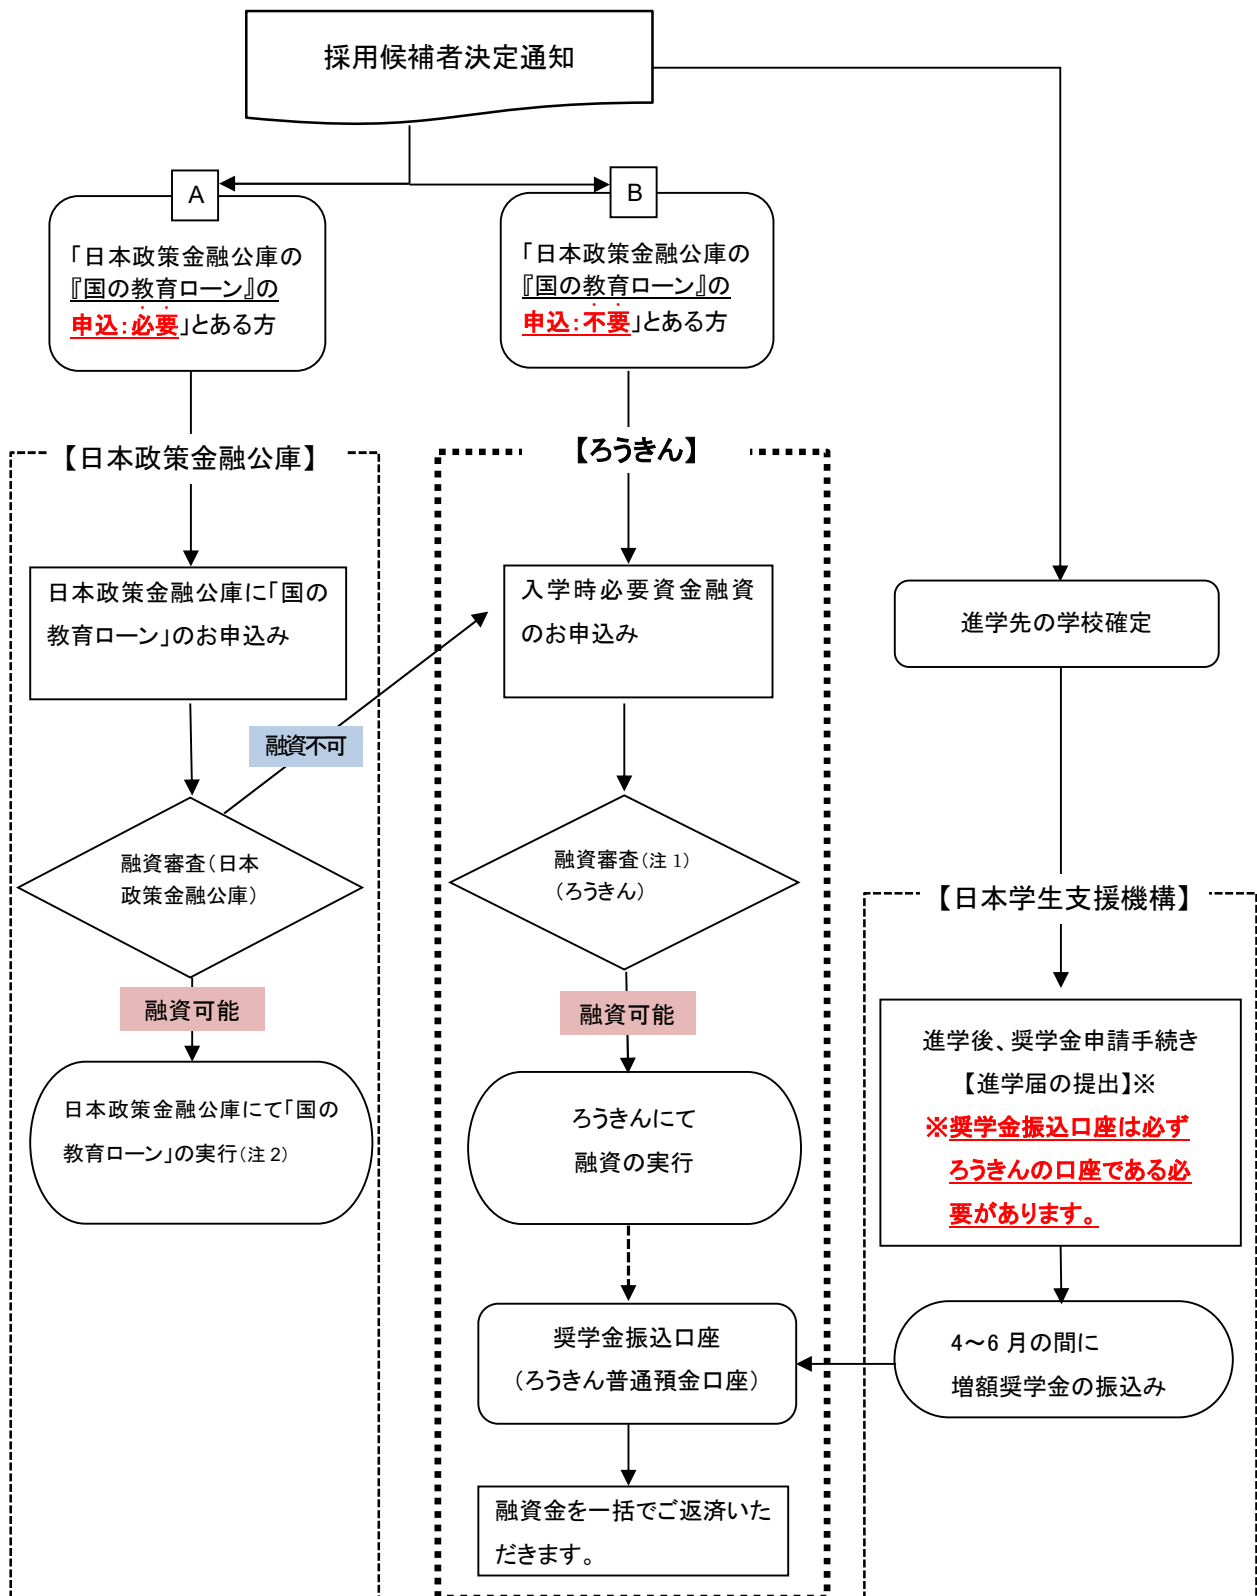 採用候補者決定通知
A
「日本政策金融公庫の
『国の教育ローン』の
申込：必要」とある方
B
「日本政策金融公庫の
『国の教育ローン』の
申込：不要」とある方
【日本政策金融公庫】
日本政策金融公庫に「国の
教育ローン」のお申込み
融資不可
融資審査（日本
政策金融公庫）
融資可能
日本政策金融公庫にて「国の
教育ローン」の実行（注２）
【ろうきん】
入学時必要資金融資
のお申込み
融資審査（注１）
（ろうきん）
融資可能
ろうきんにて
融資の実行
奨学金振込口座
（ろうきん普通預金口座）
融資金を一括でご返済いた
だきます。
進学先の学校確定
【日本学生支援機構】
進学後、奨学金申請手続き
【進学届の提出】※
※奨学金振込口座は必ず
ろうきんの口座である必
要があります。
4～6 月の間に
増額奨学金の振込み